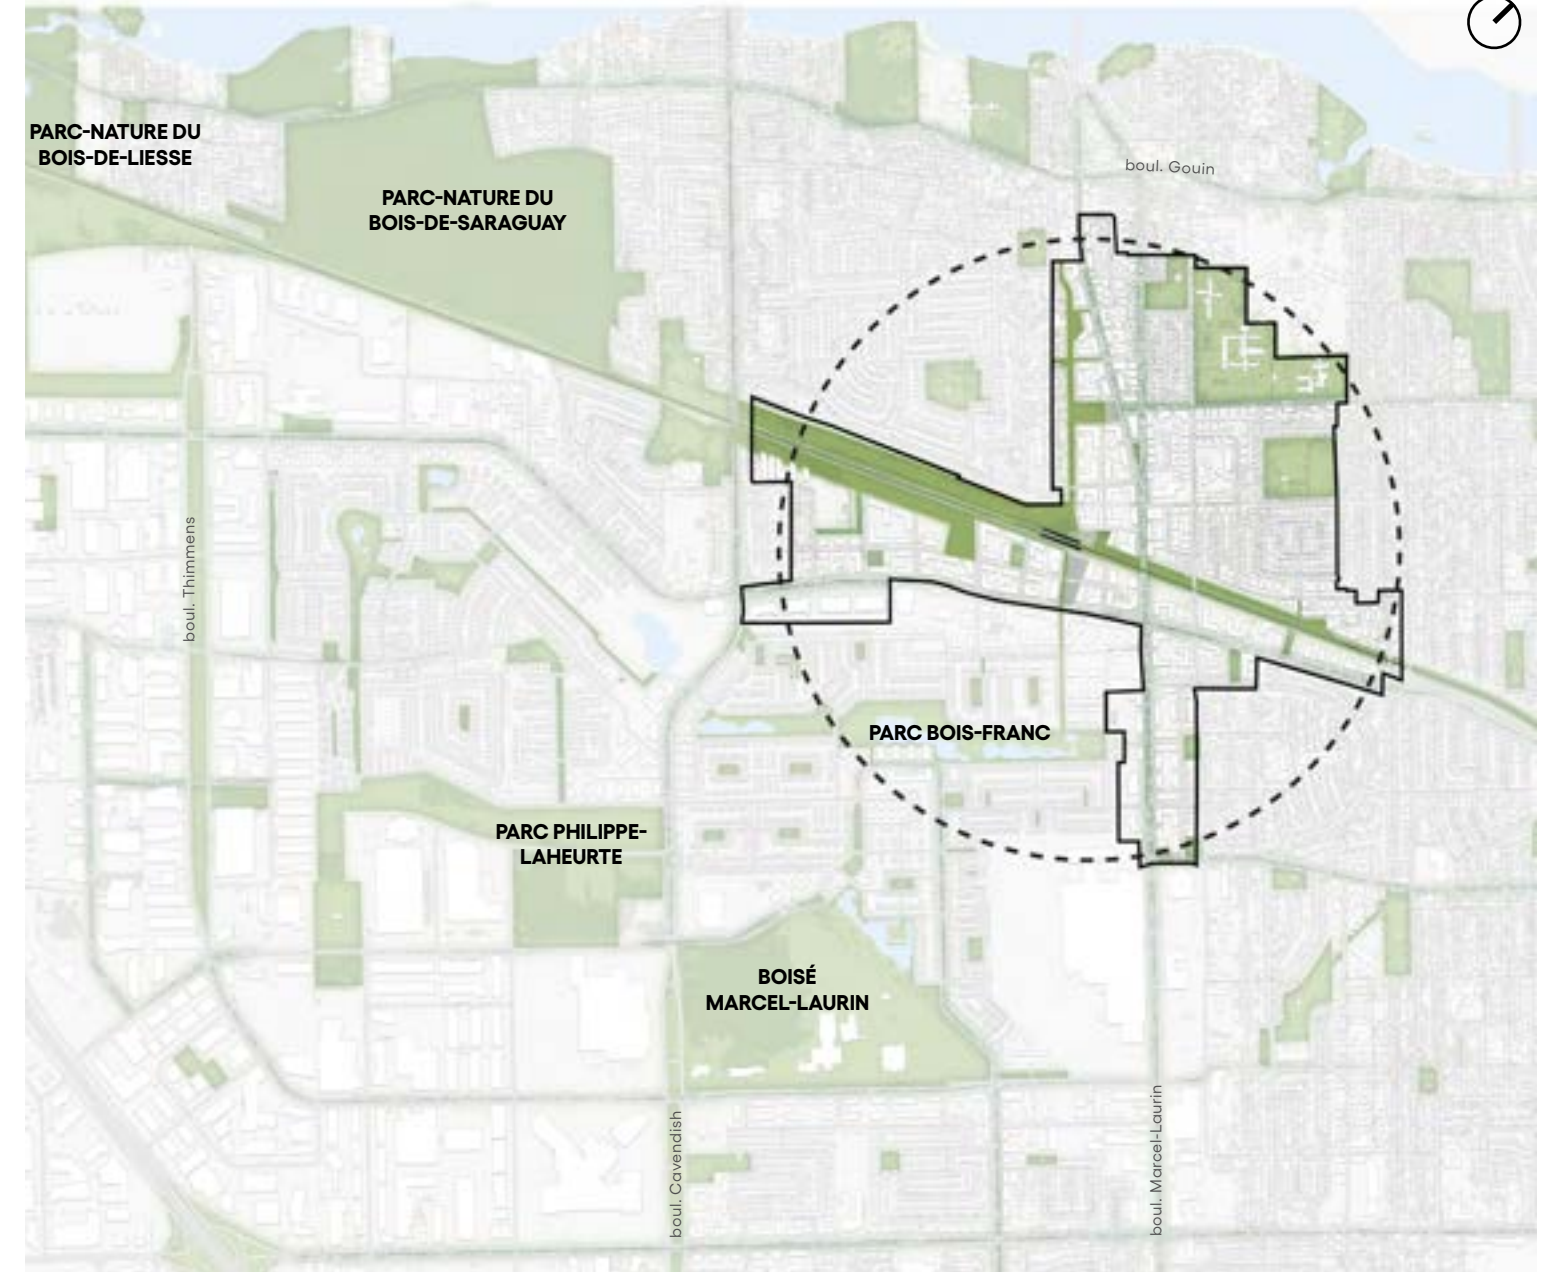 PARC-NATURE DU
BOIS-DE-LIESSE
boul. Gouin
PARC-NATURE DU
BOIS-DE-SARAGUAY
boul. Thimmens
PARC BOIS-FRANC
PARC PHILIPPE-
LAHEURTE
BOISÉ
MARCEL-LAURIN
boul. Cavendish
boul. Marcel-Laurin